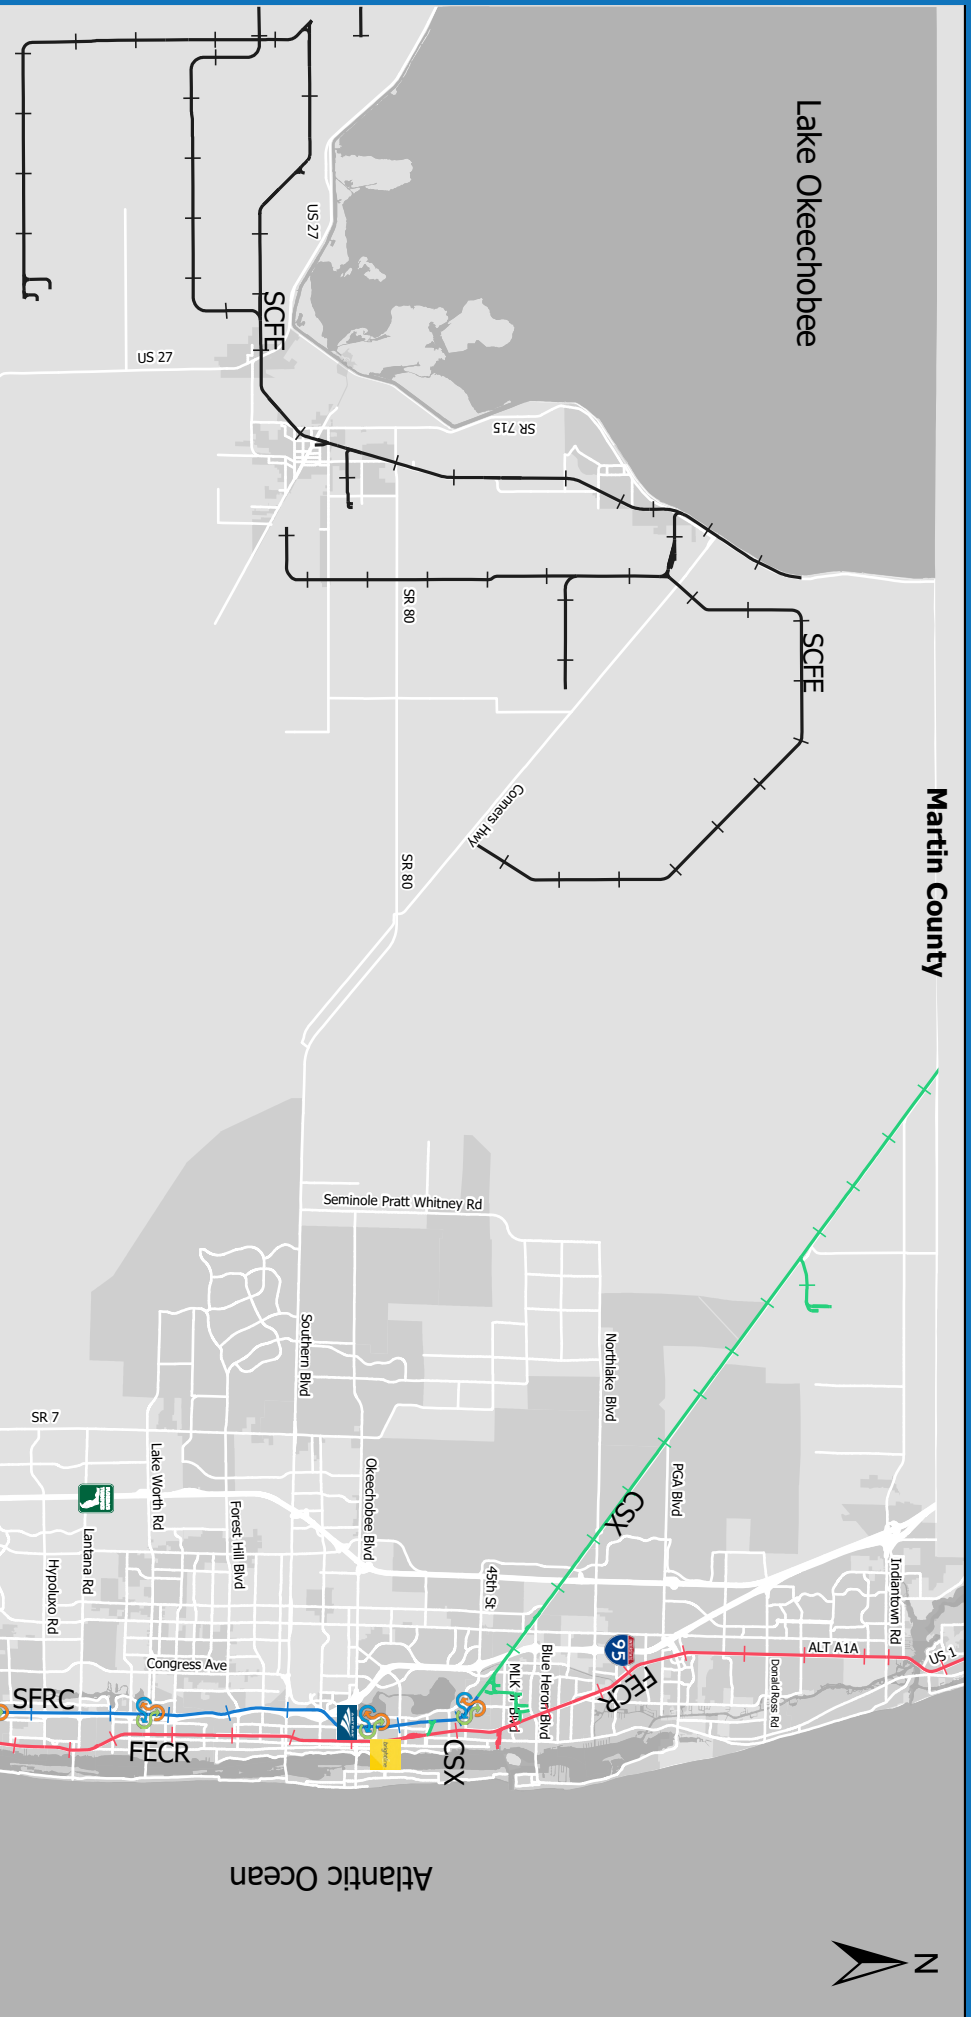 Lake Okeechobee
US 27
SCFE
US 27
SR 715
SR 80
SCFE
Conners Hwy
Martin County
SR 80
Seminole Pratt Whitney Rd
Southern Blvd
Northlake Blvd
SR 7
Lake Worth Rd
Okeechobee Blvd
PGA Blvd
CSX
Lantana Rd
Forest Hill Blvd
Hypoluxo Rd
45th St
Indiantown Rd
Congress Ave
MLK Jr Blvd
Blue Heron Blvd
95
ALT A1A
US 1
Donald Ross Rd
FECR
SFRC
FECR
brightline
CSX
Atlantic Ocean
N